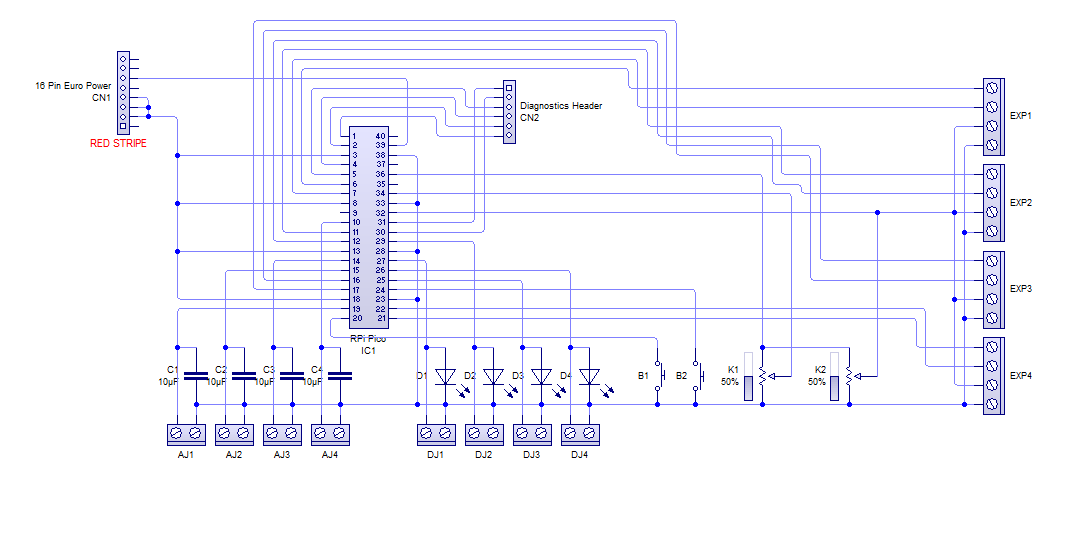 16 Pin Euro Power
CN1
RED STRIPE
Diagnostics Header
CN2
1 40
2 39
3 38
4 37
5 36
6 35
7 34
8 33
9 32
10 31
11 30
12 29
13 28
14 27
15 26
16 25
17 24
18 23
19 22
20 21
RPi Pico
IC1
EXP1
EXP2
EXP3
EXP4
C1
10µF
C2
10µF
C3
10µF
C4
10µF
D1
D2
D3
D4
B1
B2
K1
50%
K2
50%
AJ1
AJ2
AJ3
AJ4
DJ1
DJ2
DJ3
DJ4